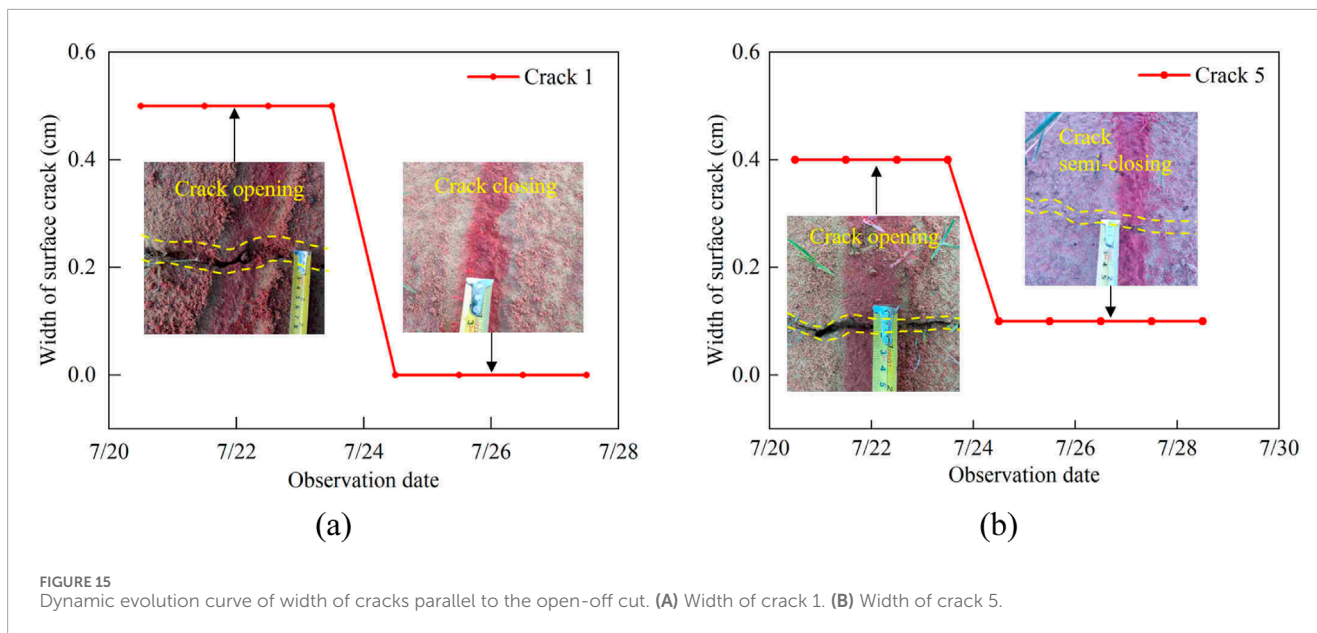 0.6
0.4
0.2
0.0
Width of surface crack (cm)
Crack 1
Crack opening
Crack closing
7/20
7/22
7/24
7/26
7/28
Observation date
(a)
0.6
0.4
0.2
0.0
Width of surface crack (cm)
Crack 5
Crack
semi-closing
Crack opening
7/20
7/22
7/24
7/26
7/28
7/30
Observation date
(b)
FIGURE 15
Dynamic evolution curve of width of cracks parallel to the open-off cut. (A) Width of crack 1. (B) Width of crack 5.